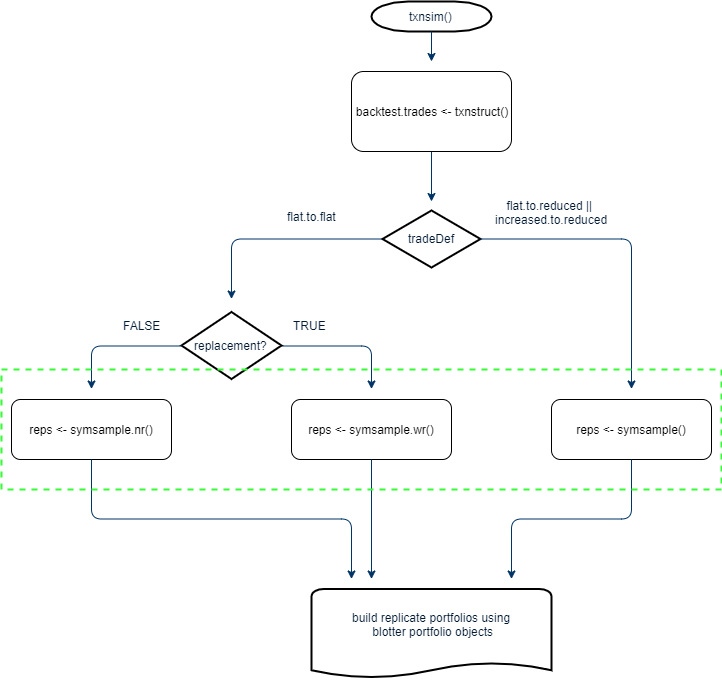 txnsim()
backtest.trades <- txnstruct()
flat.to.reduced ||
increased.to.reduced
flat.to.flat
tradeDef
FALSE
TRUE
replacement?
reps <- symsample.nr()
reps <- symsample.wr()
reps <- symsample()
build replicate portfolios using
blotter portfolio objects